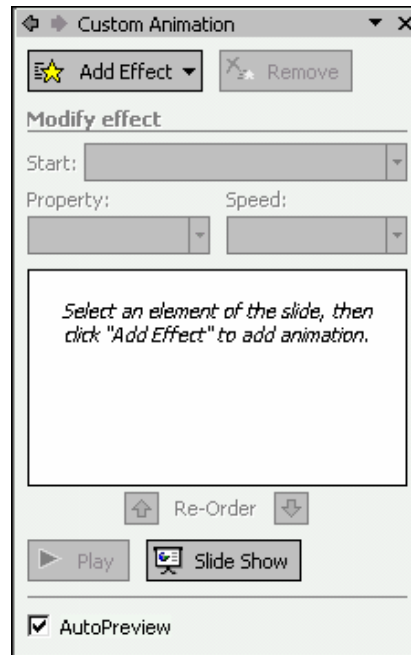 Custom Animation
Add Effect
Remove
Modify effect
Start:
Property: Speed:
Select an element of the slide, then
click "Add Effect" to add animation.
Re-Order
Play
Slide Show
AutoPreview